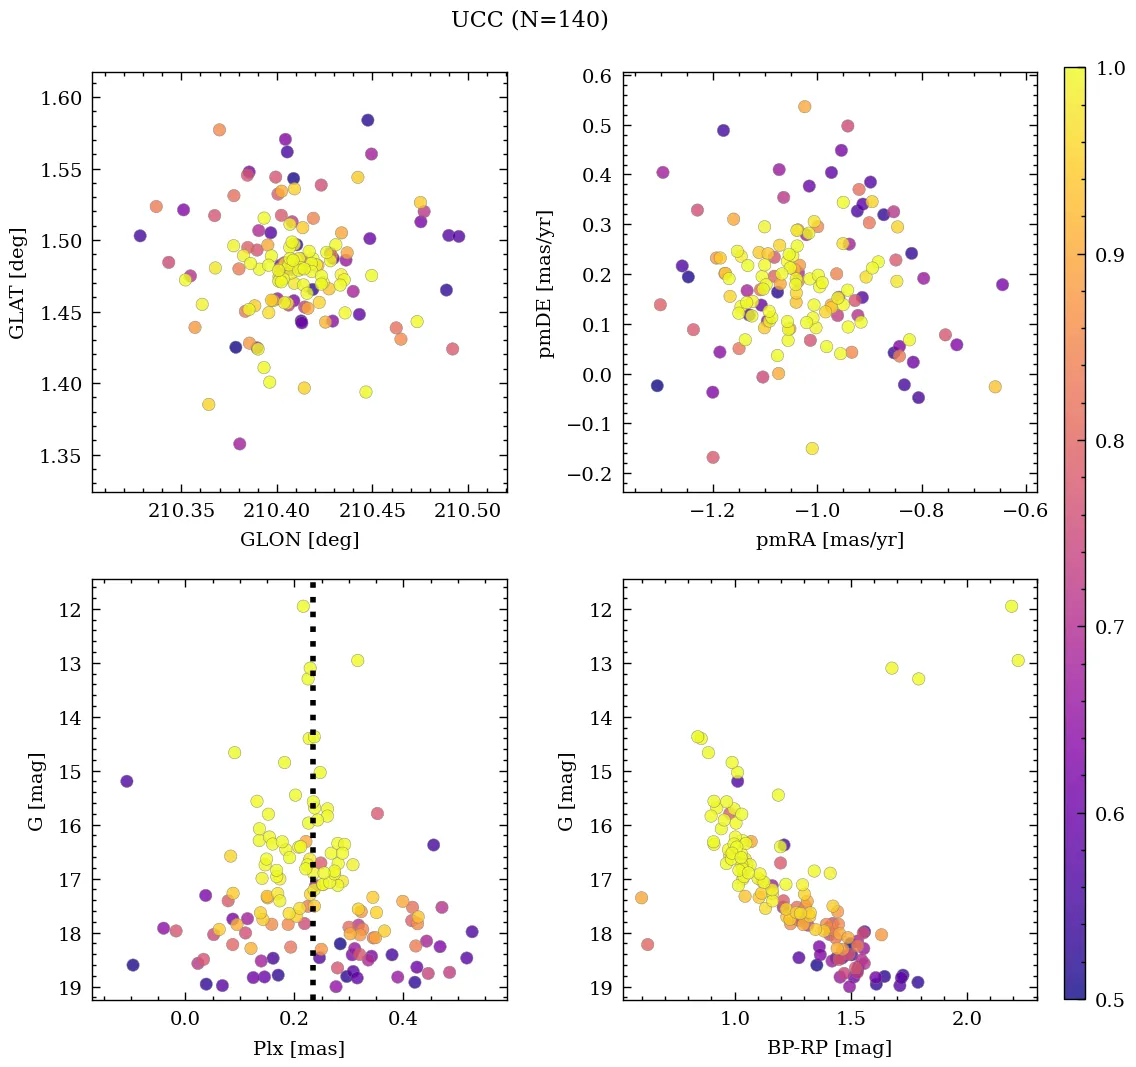 UCC (N=140)
1.60
1.55
1.50
1.45
1.40
1.35
GLAT [deg]
210.35 210.40 210.45 210.50
GLON [deg]
0.6
0.5
0.4
0.3
0.2
0.1
0.0
−0.1
−0.2
pmDE [mas/yr]
−1.2 −1.0 −0.8 −0.6
pmRA [mas/yr]
12
13
14
15
16
17
18
19
G [mag]
0.0 0.2 0.4
Plx [mas]
12
13
14
15
16
17
18
19
G [mag]
1.0 1.5 2.0
BP-RP [mag]
1.0
0.9
0.8
0.7
0.6
0.5